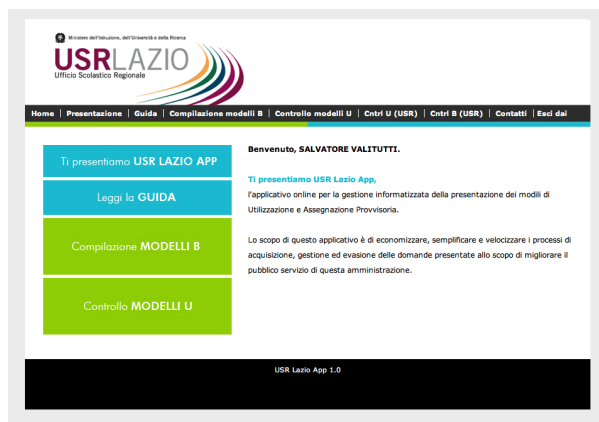 Ministero dell'Istruzione, dell'Università e della Ricerca
USRLAZIO
Ufficio Scolastico Regionale
Home | Presentazione | Guida | Compilazione modelli B | Controllo modelli U | Cntrl U (USR) | Cntrl B (USR) | Contatti | Esci dal
Ti presentiamo USR LAZIO APP
Leggi la GUIDA
Compilazione MODELLI B
Controllo MODELLI U
Benvenuto, SALVATORE VALITUTTI.
Ti presentiamo USR Lazio App,
l'applicativo online per la gestione informatizzata della presentazione dei modili di
Utilizzazione e Assegnazione Provvisoria.
Lo scopo di questo applicativo è di economizzare, semplificare e velocizzare i processi di
acquisizione, gestione ed evasione delle domande presentate allo scopo di migliorare il
pubblico servizio di questa amministrazione.
USR Lazio App 1.0